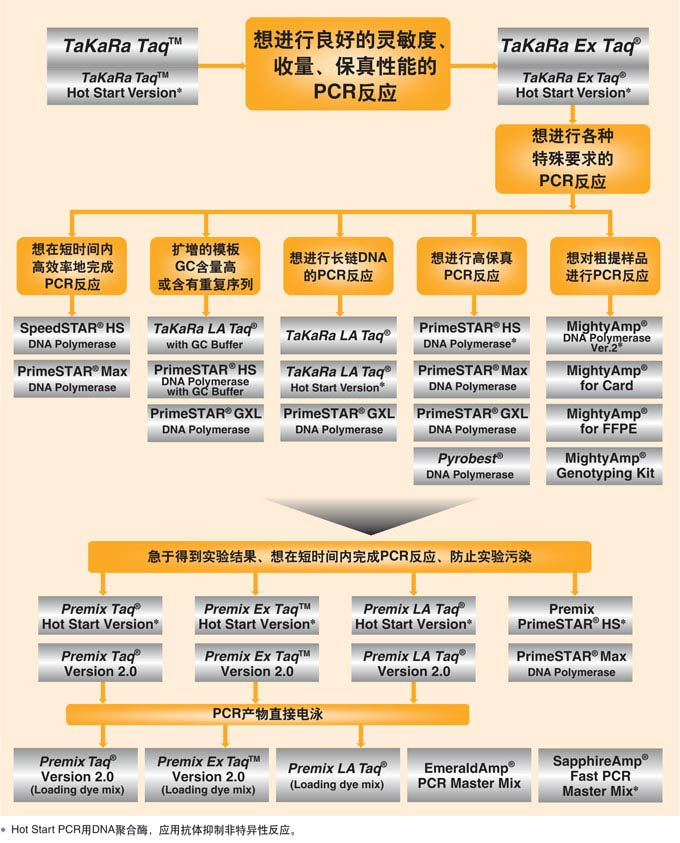 TaKaRa Taq™
TaKaRa Taq™
Hot Start Version*
想进行良好的灵敏度、
收量、保真性能的
PCR反应
TaKaRa Ex Taq®
TaKaRa Ex Taq®
Hot Start Version*
想进行各种
特殊要求的
PCR反应
想在短时间内
高效率地完成
PCR反应
扩增的模板
GC含量高
或含有重复序列
想进行长链DNA
的PCR反应
想进行高保真
PCR反应
想对粗提样品
进行PCR反应
SpeedSTAR® HS
DNA Polymerase
PrimeSTAR® Max
DNA Polymerase
TaKaRa LA Taq®
with GC Buffer
PrimeSTAR® HS
DNA Polymerase
with GC Buffer
PrimeSTAR® GXL
DNA Polymerase
TaKaRa LA Taq®
TaKaRa LA Taq®
Hot Start Version*
PrimeSTAR® GXL
DNA Polymerase
PrimeSTAR® HS
DNA Polymerase*
PrimeSTAR® Max
DNA Polymerase
PrimeSTAR® GXL
DNA Polymerase
Pyrobest®
DNA Polymerase
MightyAmp®
DNA Polymerase
Ver.2*
MightyAmp®
for Card
MightyAmp®
for FFPE
MightyAmp®
Genotyping Kit
急于得到实验结果、想在短时间内完成PCR反应、防止实验污染
Premix Taq®
Hot Start Version*
Premix Ex Taq™
Hot Start Version*
Premix LA Taq®
Hot Start Version*
Premix
PrimeSTAR® HS*
Premix Taq®
Version 2.0
Premix Ex Taq™
Version 2.0
Premix LA Taq®
Version 2.0
PrimeSTAR® Max
DNA Polymerase
PCR产物直接电泳
Premix Taq®
Version 2.0
(Loading dye mix)
Premix Ex Taq™
Version 2.0
(Loading dye mix)
Premix LA Taq®
(Loading dye mix)
EmeraldAmp®
PCR Master Mix
SapphireAmp®
Fast PCR
Master Mix*
* Hot Start PCR用DNA聚合酶，应用抗体抑制非特异性反应。